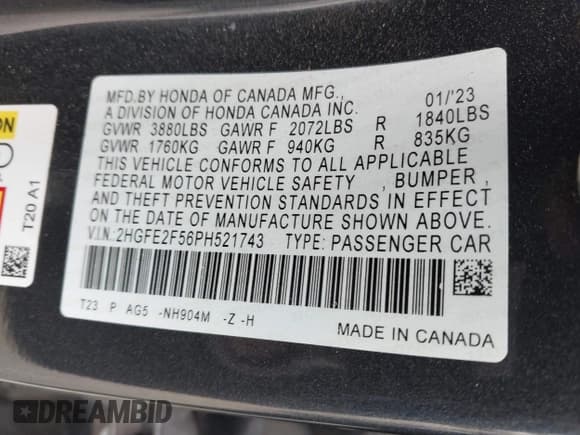 MFD.BY HONDA OF CANADA MFG., 01/'23
A DIVISION OF HONDA CANADA INC.
GVWR 3880LBS GAWR F 2072LBS R 1840LBS
GVWR 1760KG GAWR F 940KG R 835KG
THIS VEHICLE CONFORMS TO ALL APPLICABLE
FEDERAL MOTOR VEHICLE SAFETY , BUMPER ,
AND THEFT PREVENTION STANDARDS IN EFFECT
ON THE DATE OF MANUFACTURE SHOWN ABOVE.
V.I.N.:2HGFE2F56PH521743 TYPE: PASSENGER CAR
T23 P AG5 -NH904M -Z -H
MADE IN CANADA
ON
T20 A1
DREAMBID